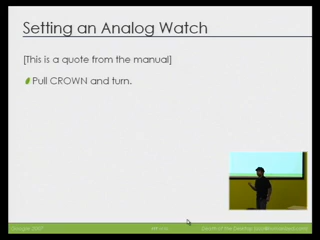 Setting an Analog Watch
[This is a quote from the manual]
Pull CROWN and turn.